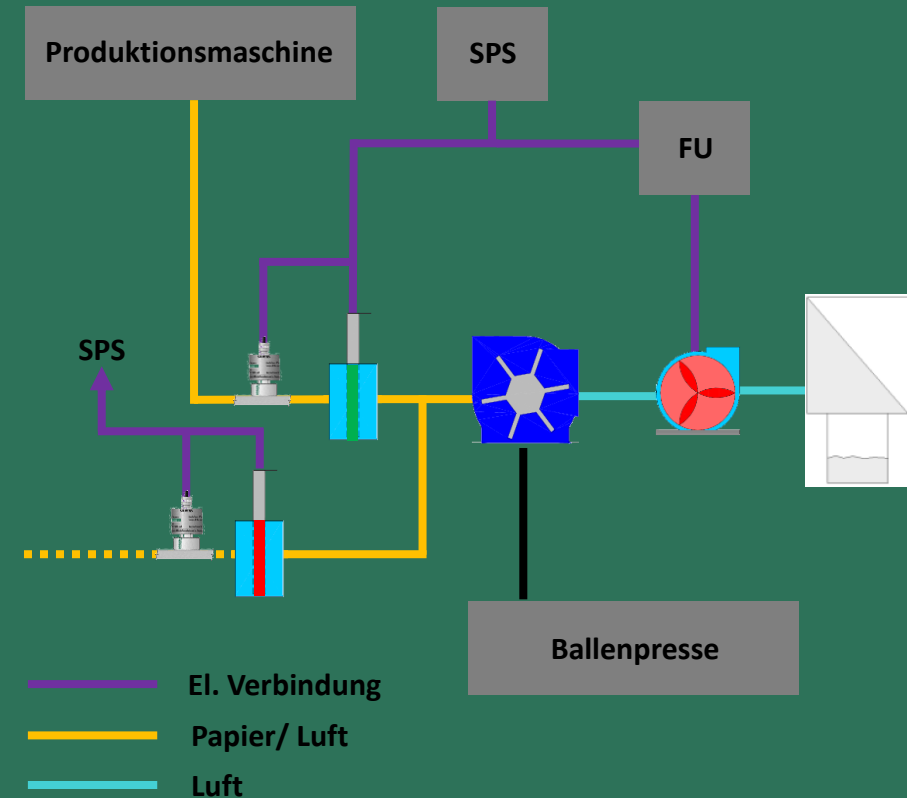 Produktionsmaschine
SPS
FU
SPS
Ballenpresse
El. Verbindung
Papier/ Luft
Luft